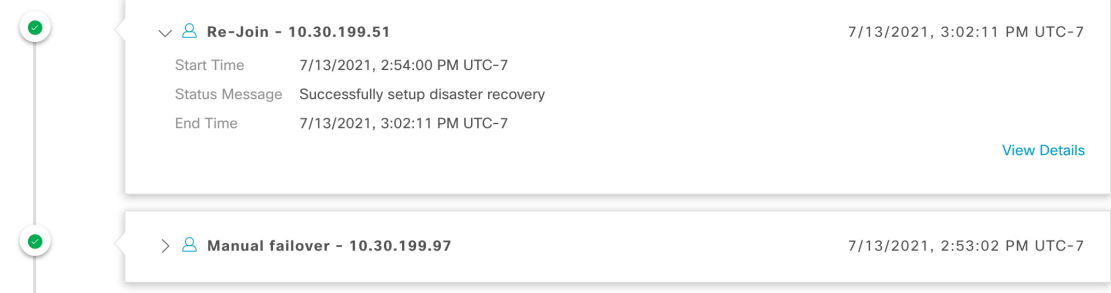 Re-Join - 10.30.199.51 7/13/2021, 3:02:11 PM UTC-7
Start Time 7/13/2021, 2:54:00 PM UTC-7
Status Message Successfully setup disaster recovery
End Time 7/13/2021, 3:02:11 PM UTC-7
View Details
Manual failover - 10.30.199.97 7/13/2021, 2:53:02 PM UTC-7